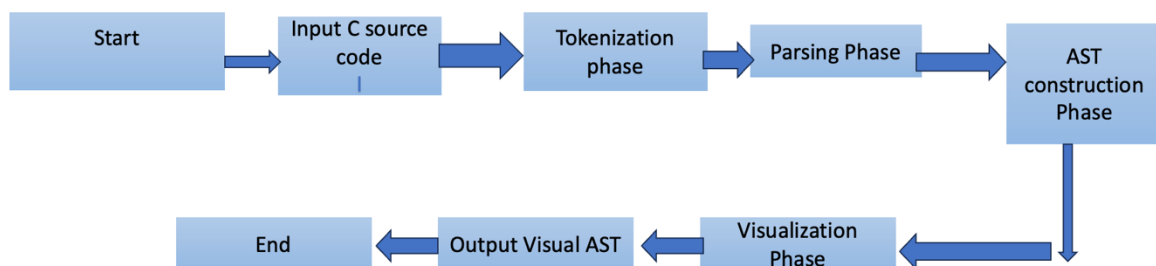 Start
Input C source
code
Tokenization
phase
Parsing Phase
AST
construction
Phase
End
Output Visual AST
Visualization
Phase